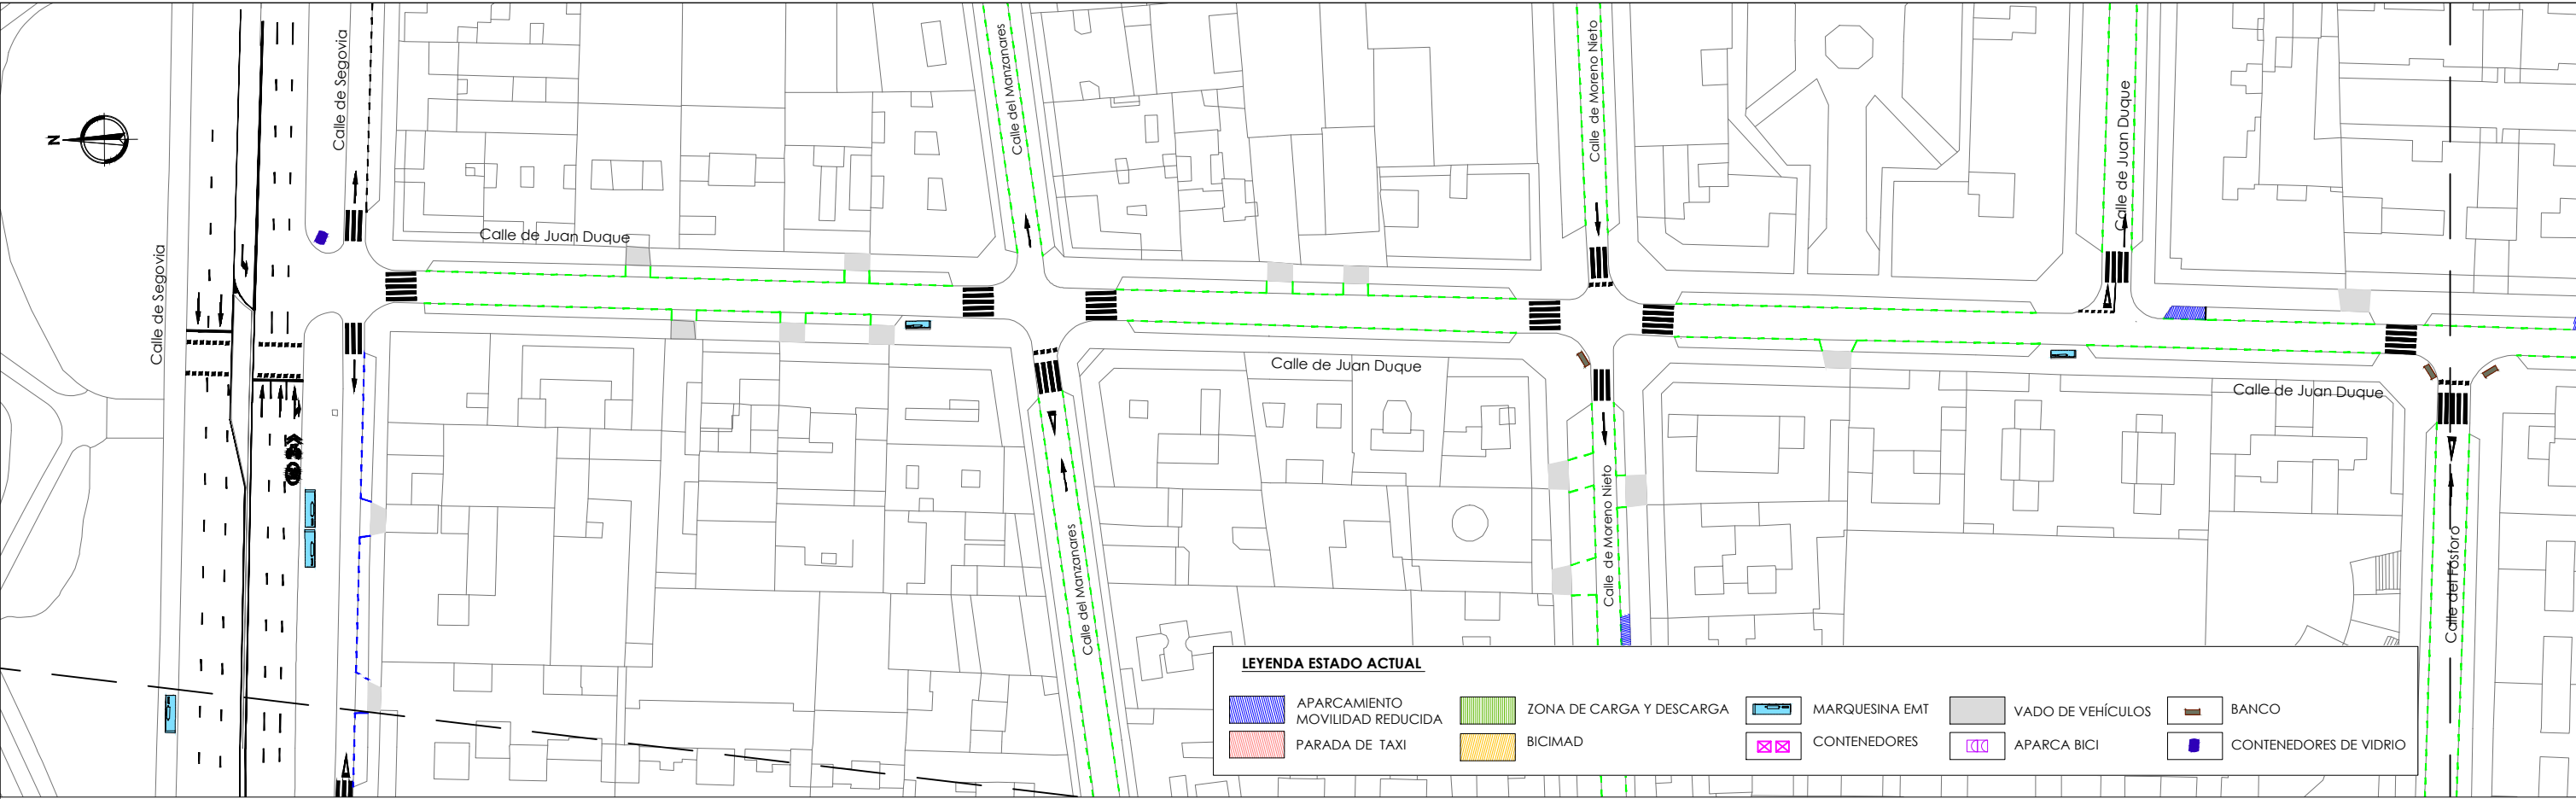 Calle de Segovia
Calle del Manzanares
Calle de Moreno Nieto
Calle de Juan Duque
N
Calle de Segovia
Calle de Juan Duque
Calle de Juan Duque
Calle de Juan Duque
Calle del Manzanares
Calle de Moreno Nieto
Calle del Fósforo
LEYENDA ESTADO ACTUAL
APARCAMIENTO
MOVILIDAD REDUCIDA
ZONA DE CARGA Y DESCARGA
MARQUESINA EMT
VADO DE VEHÍCULOS
BANCO
PARADA DE TAXI
BICIMAD
CONTENEDORES
APARCA BICI
CONTENEDORES DE VIDRIO